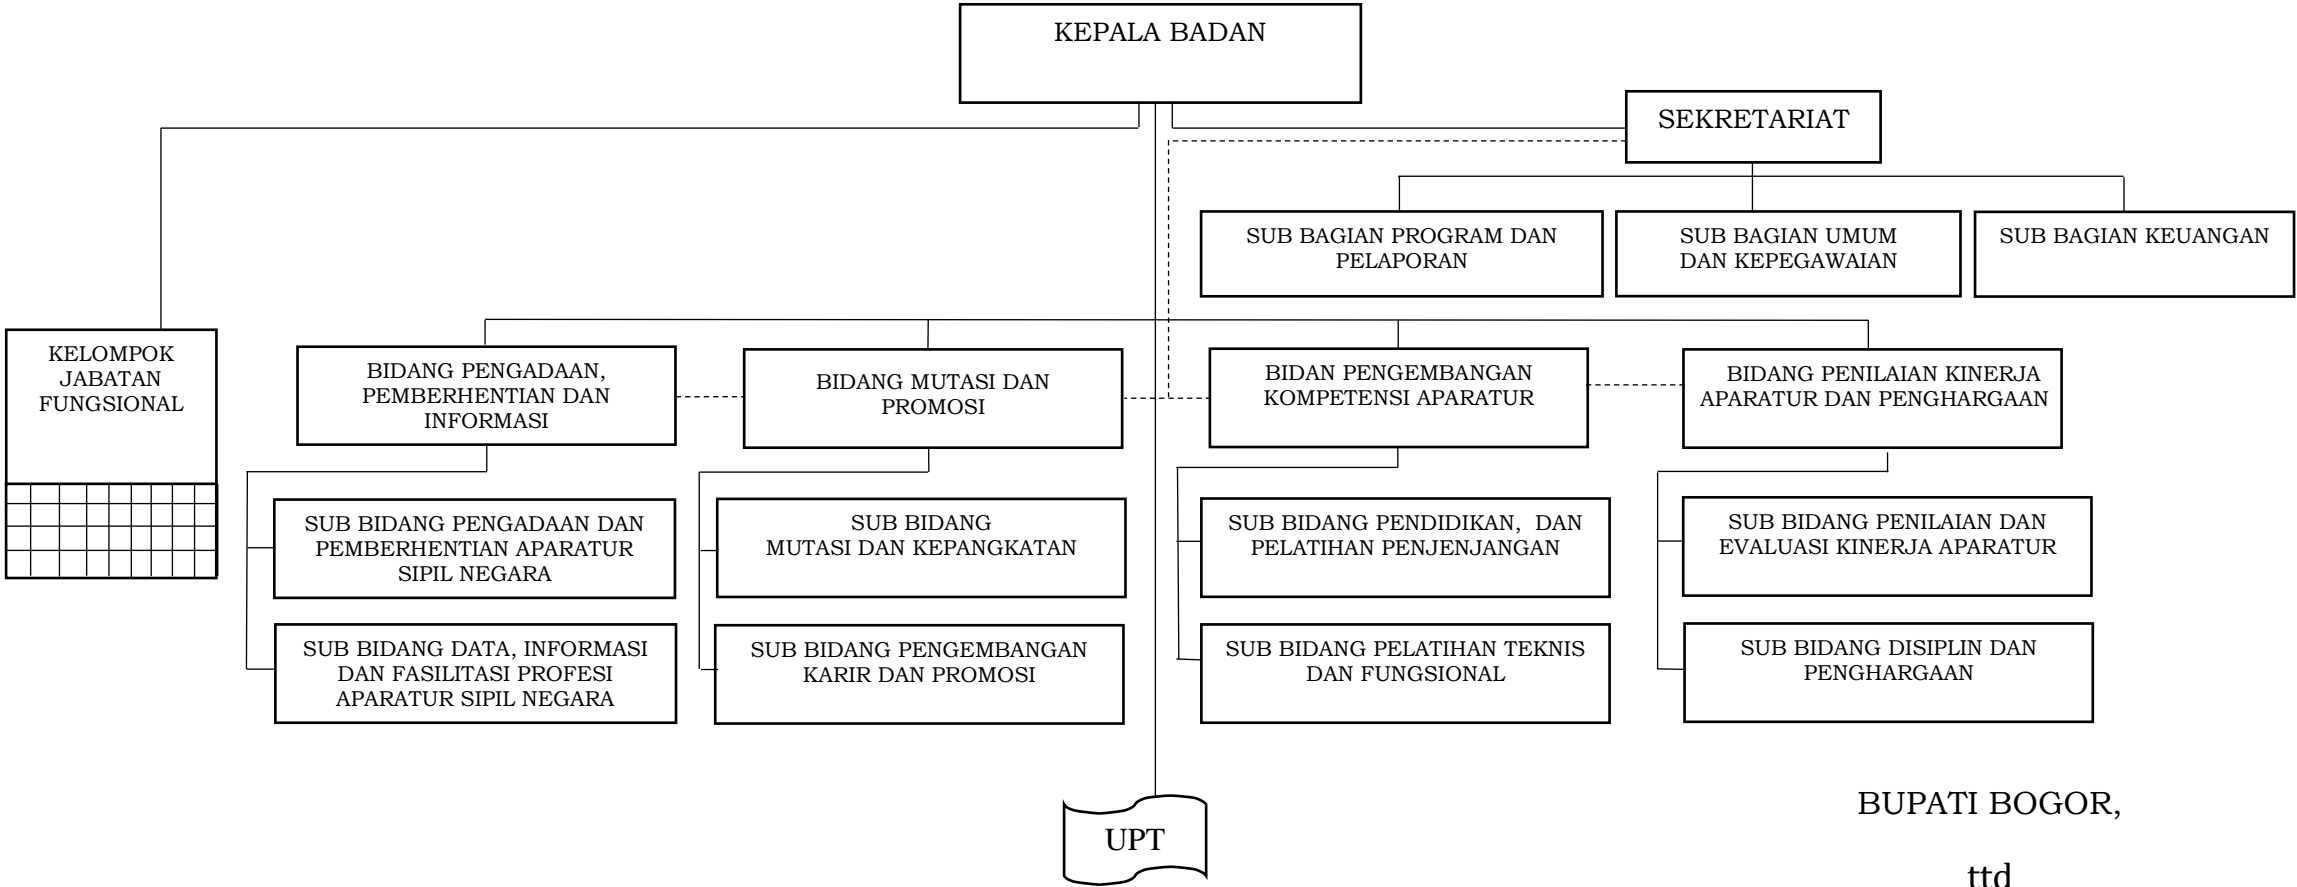 KEPALA BADAN
SEKRETARIAT
SUB BAGIAN PROGRAM DAN
PELAPORAN
SUB BAGIAN UMUM
DAN KEPEGAWAIAN
SUB BAGIAN KEUANGAN
KELOMPOK
JABATAN
FUNGSIONAL
BIDANG PENGADAAN,
PEMBERHENTIAN DAN
INFORMASI
BIDANG MUTASI DAN
PROMOSI
BIDAN PENGEMBANGAN
KOMPETENSI APARATUR
BIDANG PENILAIAN KINERJA
APARATUR DAN PENGHARGAAN
SUB BIDANG PENGADAAN DAN
PEMBERHENTIAN APARATUR
SIPIL NEGARA
SUB BIDANG
MUTASI DAN KEPANGKATAN
SUB BIDANG PENDIDIKAN, DAN
PELATIHAN PENJENJANGAN
SUB BIDANG PENILAIAN DAN
EVALUASI KINERJA APARATUR
SUB BIDANG DATA, INFORMASI
DAN FASILITASI PROFESI
APARATUR SIPIL NEGARA
SUB BIDANG PENGEMBANGAN
KARIR DAN PROMOSI
SUB BIDANG PELATIHAN TEKNIS
DAN FUNGSIONAL
SUB BIDANG DISIPLIN DAN
PENGHARGAAN
UPT
BUPATI BOGOR,
ttd